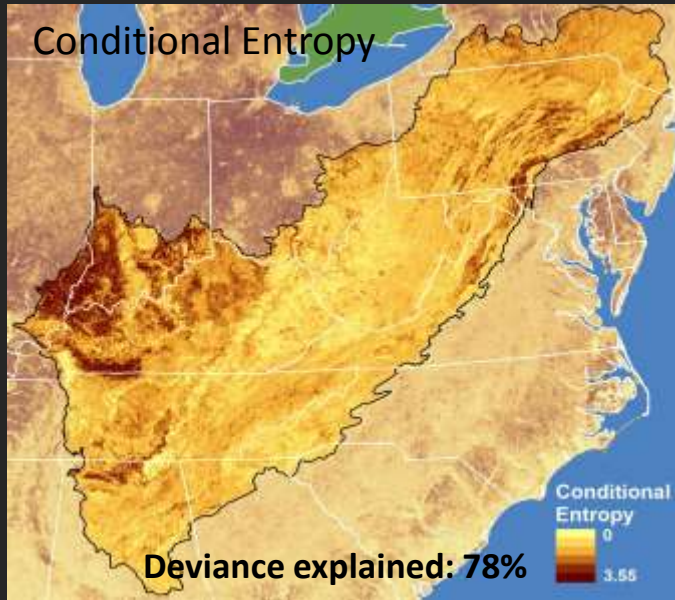 Conditional Entropy
Conditional
Entropy
0
3.55
Deviance explained: 78%